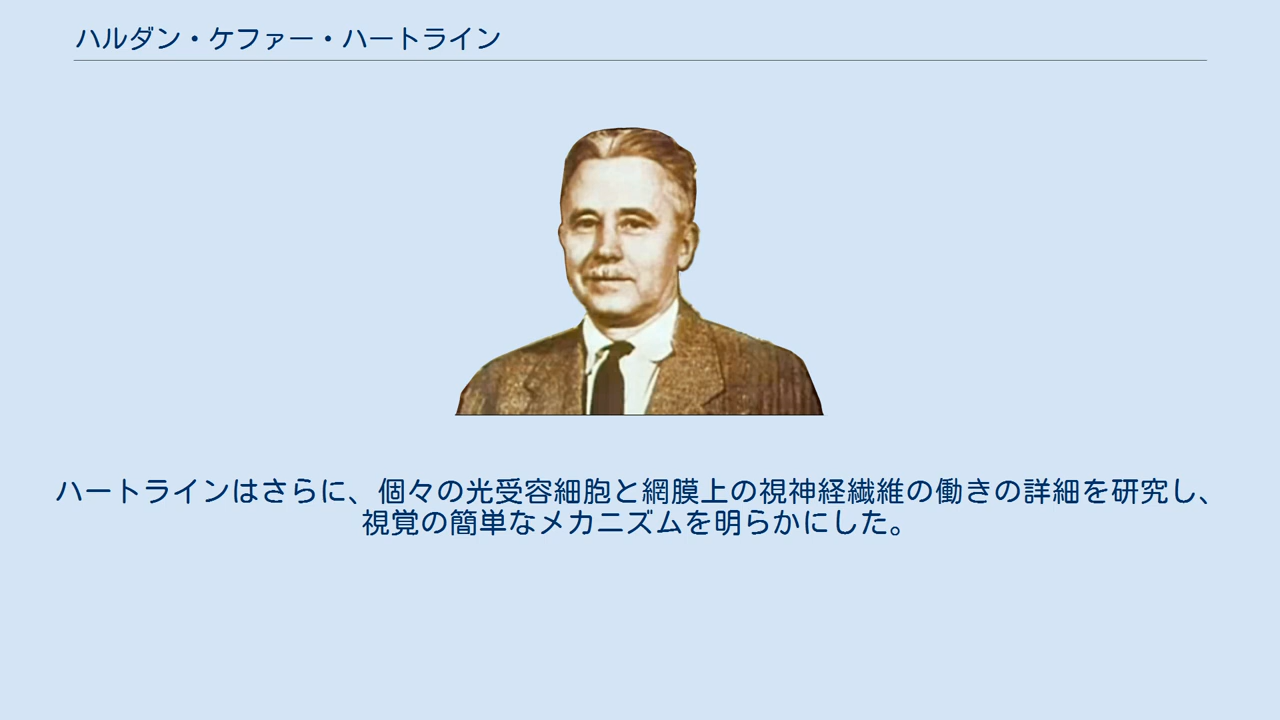 ハルダン・ケファー・ハートライン
ハートラインはさらに、個々の光受容細胞と網膜上の視神経繊維の働きの詳細を研究し、
視覚の簡単なメカニズムを明らかにした。